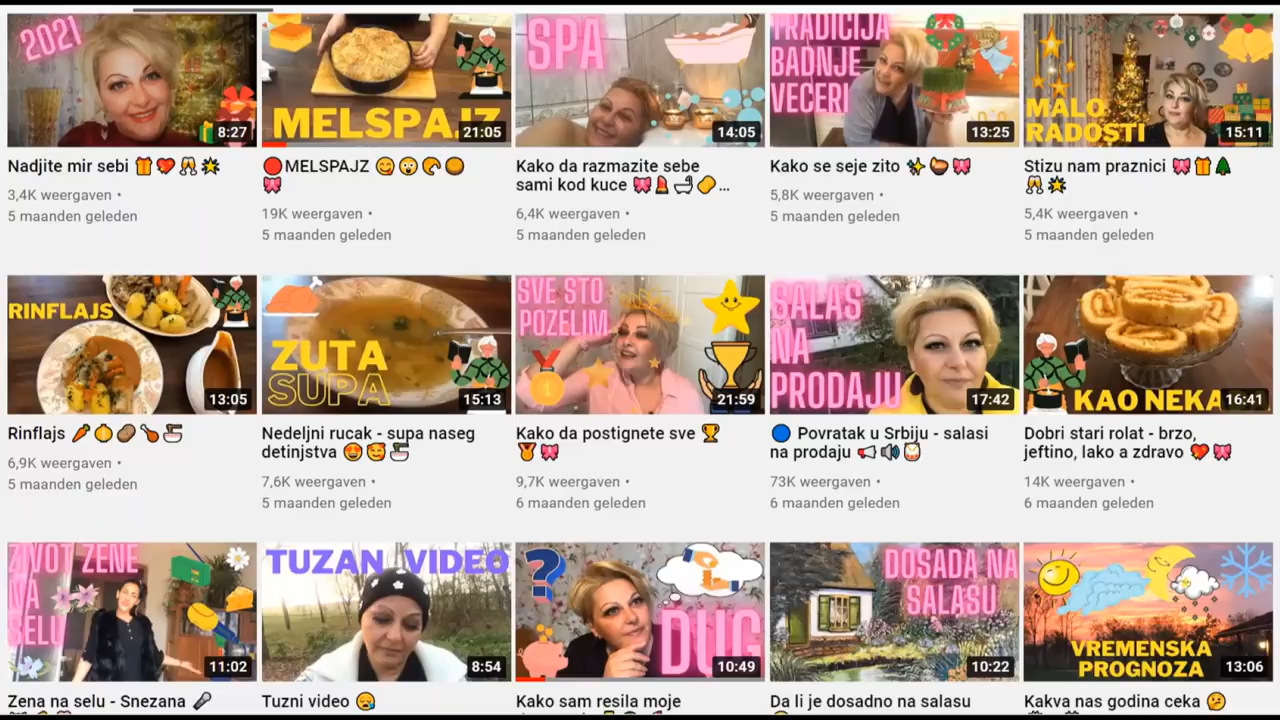 2021
8:27
Nadjite mir sebi 🎁❤️🥂🌟
3,4K weergaven •
5 maanden geleden
MELSPAJZ
21:05
🔴MELSPAJZ 😋😮🥐🥮
🎀
19K weergaven •
5 maanden geleden
SPA
14:05
Kako da razmazite sebe
sami kod kuce 🎀💄🛁🧽...
6,4K weergaven •
5 maanden geleden
TRADICIJA
BADNJE
VECERI
13:25
Kako se seje zito ✨🎀
5,8K weergaven •
5 maanden geleden
MALO
RADOSTI
15:11
Stizu nam praznici 🎀🎁🌲
🥂🌟
5,4K weergaven •
5 maanden geleden
RINFLAJS
13:05
Rinflajs 🥕🧅🥔🍗🍜
6,9K weergaven •
5 maanden geleden
ZUTA
SUPA
15:13
Nedeljni rucak - supa naseg
detinjstva 😍🥰🍜
7,6K weergaven •
5 maanden geleden
SVE STO
POZELIM
21:59
Kako da postignete sve 🏆
🏅🎀
9,7K weergaven •
6 maanden geleden
SALAS
NA
PRODAJU
17:42
🔵 Povratak u Srbiju - salasi
na prodaju 📢🔊🥁
73K weergaven •
6 maanden geleden
KAO NEKA
16:41
Dobri stari rolat - brzo,
jeftino, lako a zdravo 💖🎀
14K weergaven •
6 maanden geleden
ZIVOT ZENE
NA
SELU
11:02
Zena na selu - Snezana 🎤
TUZAN VIDEO
8:54
Tuzni video 😪
?
DUG
10:49
Kako sam resila moje
DOSADA NA
SALASU
10:22
Da li je dosadno na salasu
VREMENSKA
PROGNOZA
13:06
Kakva nas godina ceka 😕